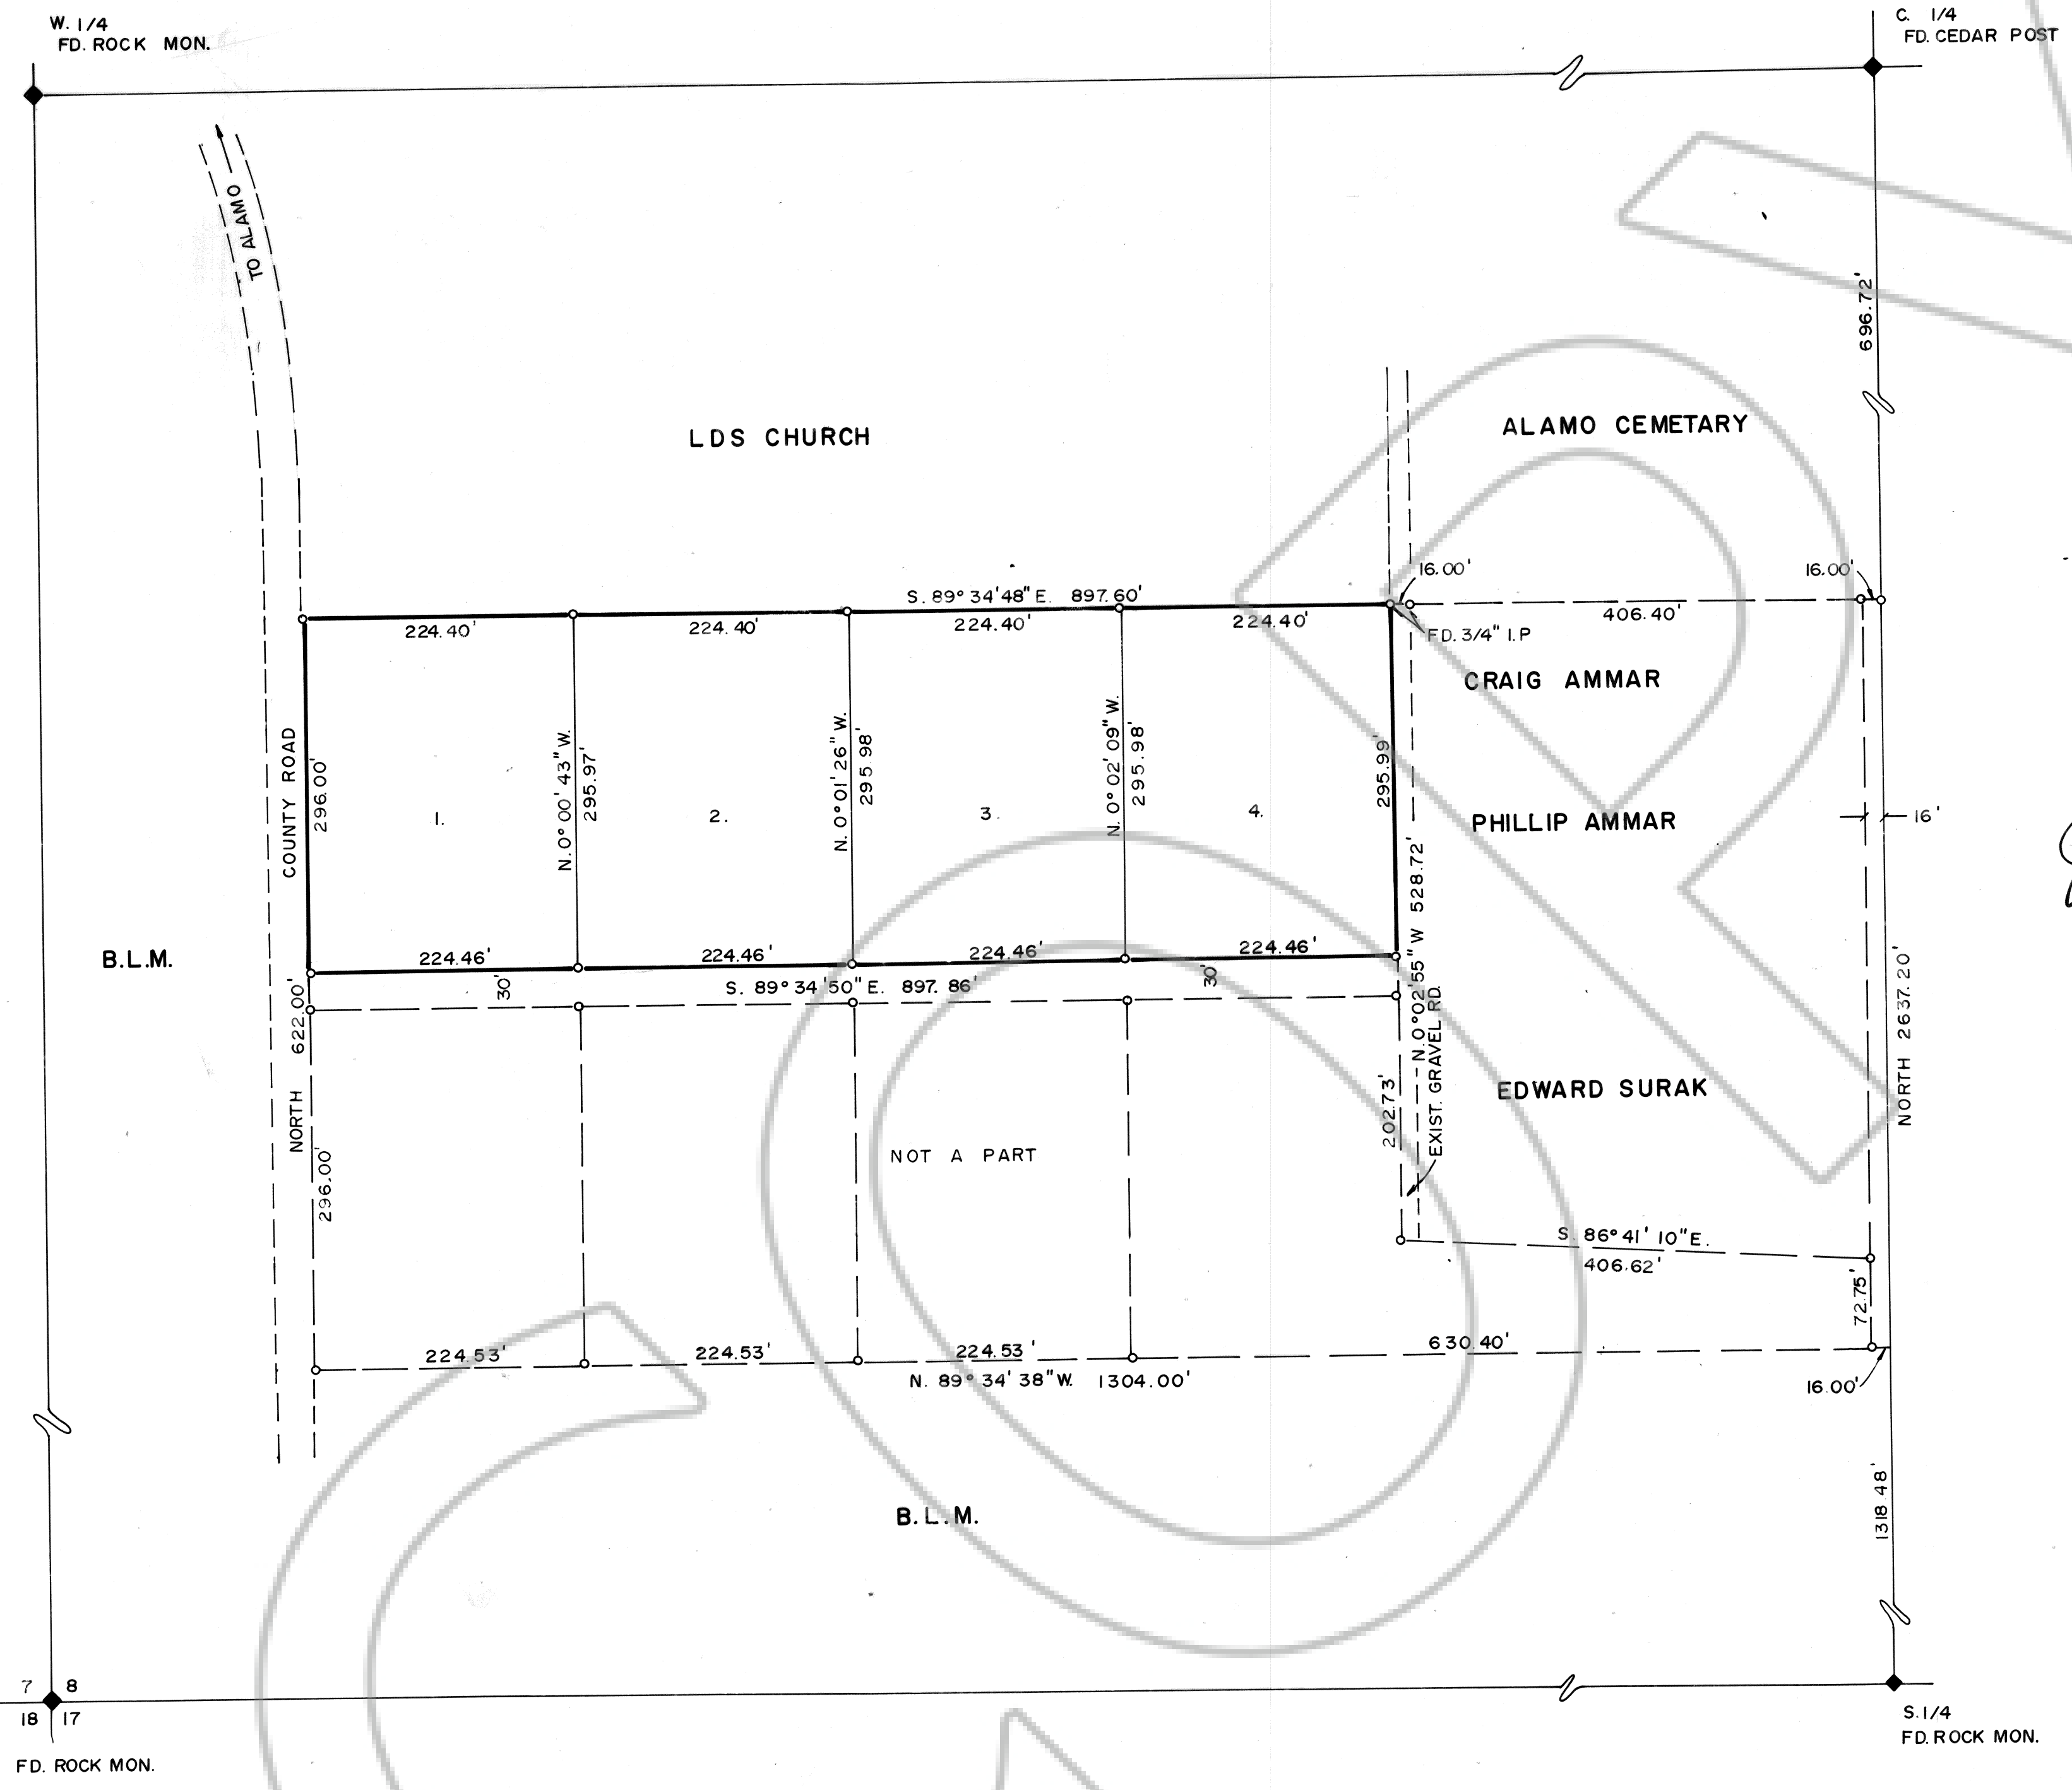 W. 1/4
FD. ROCK MON.
C. 1/4
FD. CEDAR POST
TO ALAMO
696.72'
LDS CHURCH
ALAMO CEMETARY
S. 89° 34' 48" E. 897.60'
16.00'
16.00'
224.40'
224.40'
224.40'
224.40'
406.40'
FD. 3/4" I.P
CRAIG AMMAR
COUNTY ROAD
296.00'
N. 0° 00' 43" W.
295.97'
N. 0° 01' 26" W.
295.98'
N. 0° 02' 09" W.
295.98'
295.99'
1.
2.
3.
4.
PHILLIP AMMAR
16'
N. 0° 02' 55" W 528.72'
B.L.M.
224.46'
224.46'
224.46'
224.46'
30'
S. 89° 34' 50" E. 897.86'
30'
NORTH 622.00'
EXIST. GRAVEL RD.
NORTH 2637.20'
EDWARD SURAK
202.73'
296.00'
NOT A PART
S. 86° 41' 10" E.
406.62'
72.75'
224.53'
224.53'
224.53'
630.40'
N. 89° 34' 38" W. 1304.00'
16.00'
B.L.M.
1318.48'
7 8
18 17
FD. ROCK MON.
S. 1/4
FD. ROCK MON.